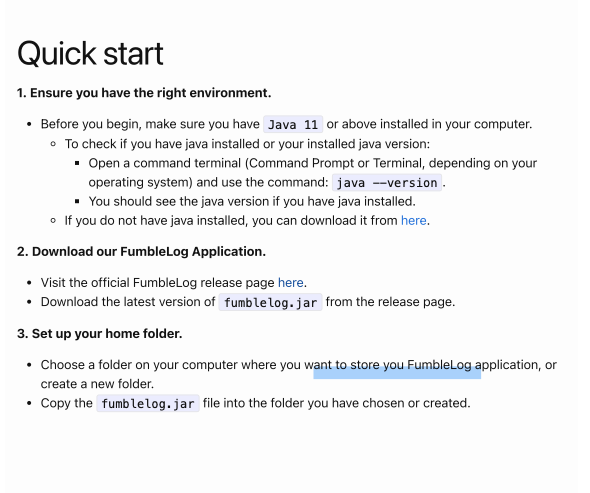 Quick start
1. Ensure you have the right environment.
• Before you begin, make sure you have Java 11 or above installed in your computer.
◦ To check if you have java installed or your installed java version:
▪ Open a command terminal (Command Prompt or Terminal, depending on your
operating system) and use the command: java --version.
▪ You should see the java version if you have java installed.
◦ If you do not have java installed, you can download it from here.
2. Download our FumbleLog Application.
• Visit the official FumbleLog release page here.
• Download the latest version of fumblelog.jar from the release page.
3. Set up your home folder.
• Choose a folder on your computer where you want to store you FumbleLog application, or
create a new folder.
• Copy the fumblelog.jar file into the folder you have chosen or created.